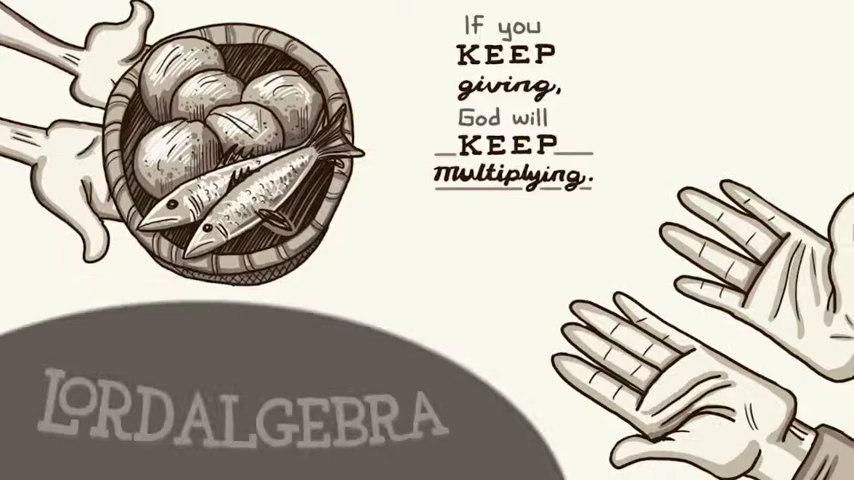 If you
KEEP
giving,
God will
KEEP
multiplying.
LORDALGEBRA